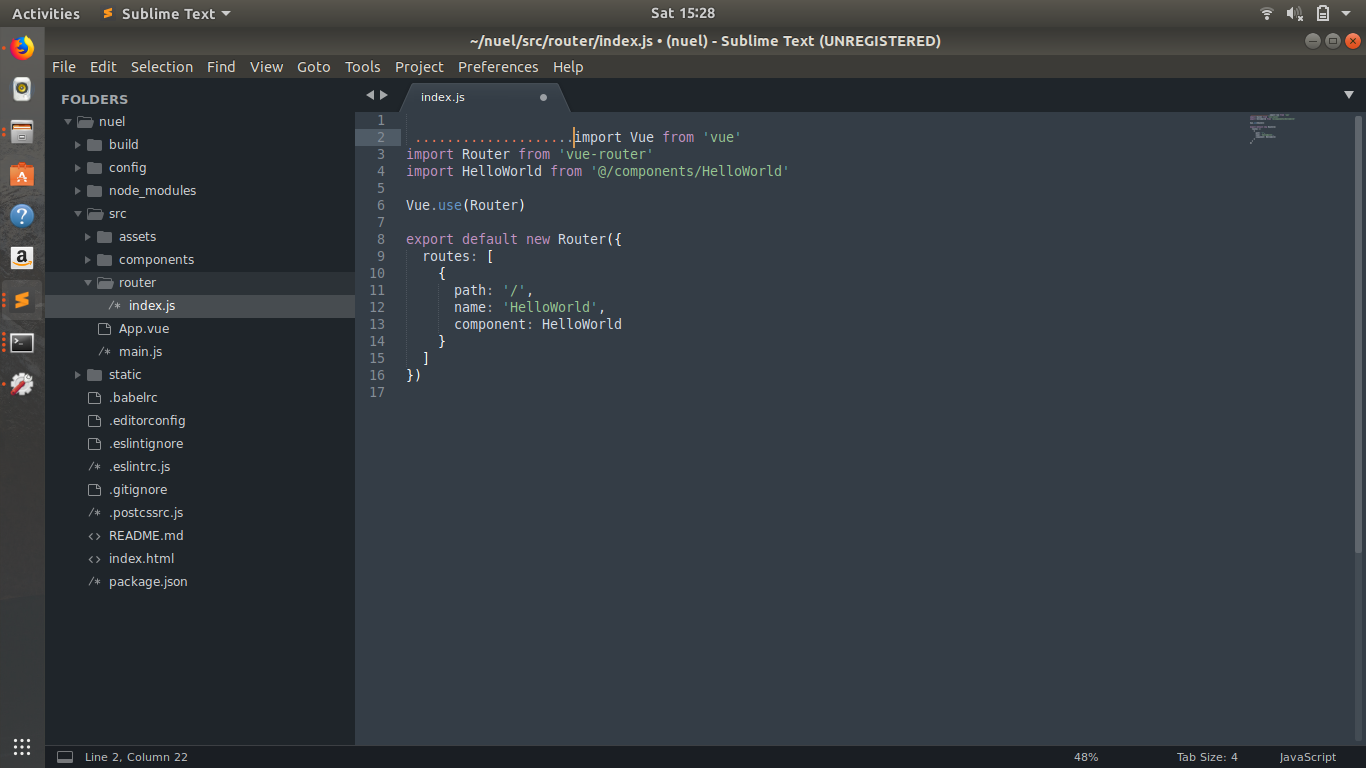 Activities Sublime Text Sat 15:28
~/nuel/src/router/index.js • (nuel) - Sublime Text (UNREGISTERED)
File Edit Selection Find View Goto Tools Project Preferences Help
FOLDERS
nuel
build
config
node_modules
src
assets
components
router
/* index.js
App.vue
/* main.js
static
.babelrc
.editorconfig
.eslintignore
/* .eslintrc.js
.gitignore
/* .postcssrc.js
<> README.md
<> index.html
/* package.json
index.js
1
2 ....................import Vue from 'vue'
3 import Router from 'vue-router'
4 import HelloWorld from '@/components/HelloWorld'
5
6 Vue.use(Router)
7
8 export default new Router({
9 routes: [
10 {
11 path: '/',
12 name: 'HelloWorld',
13 component: HelloWorld
14 }
15 ]
16 })
17
Line 2, Column 22 48% Tab Size: 4 JavaScript